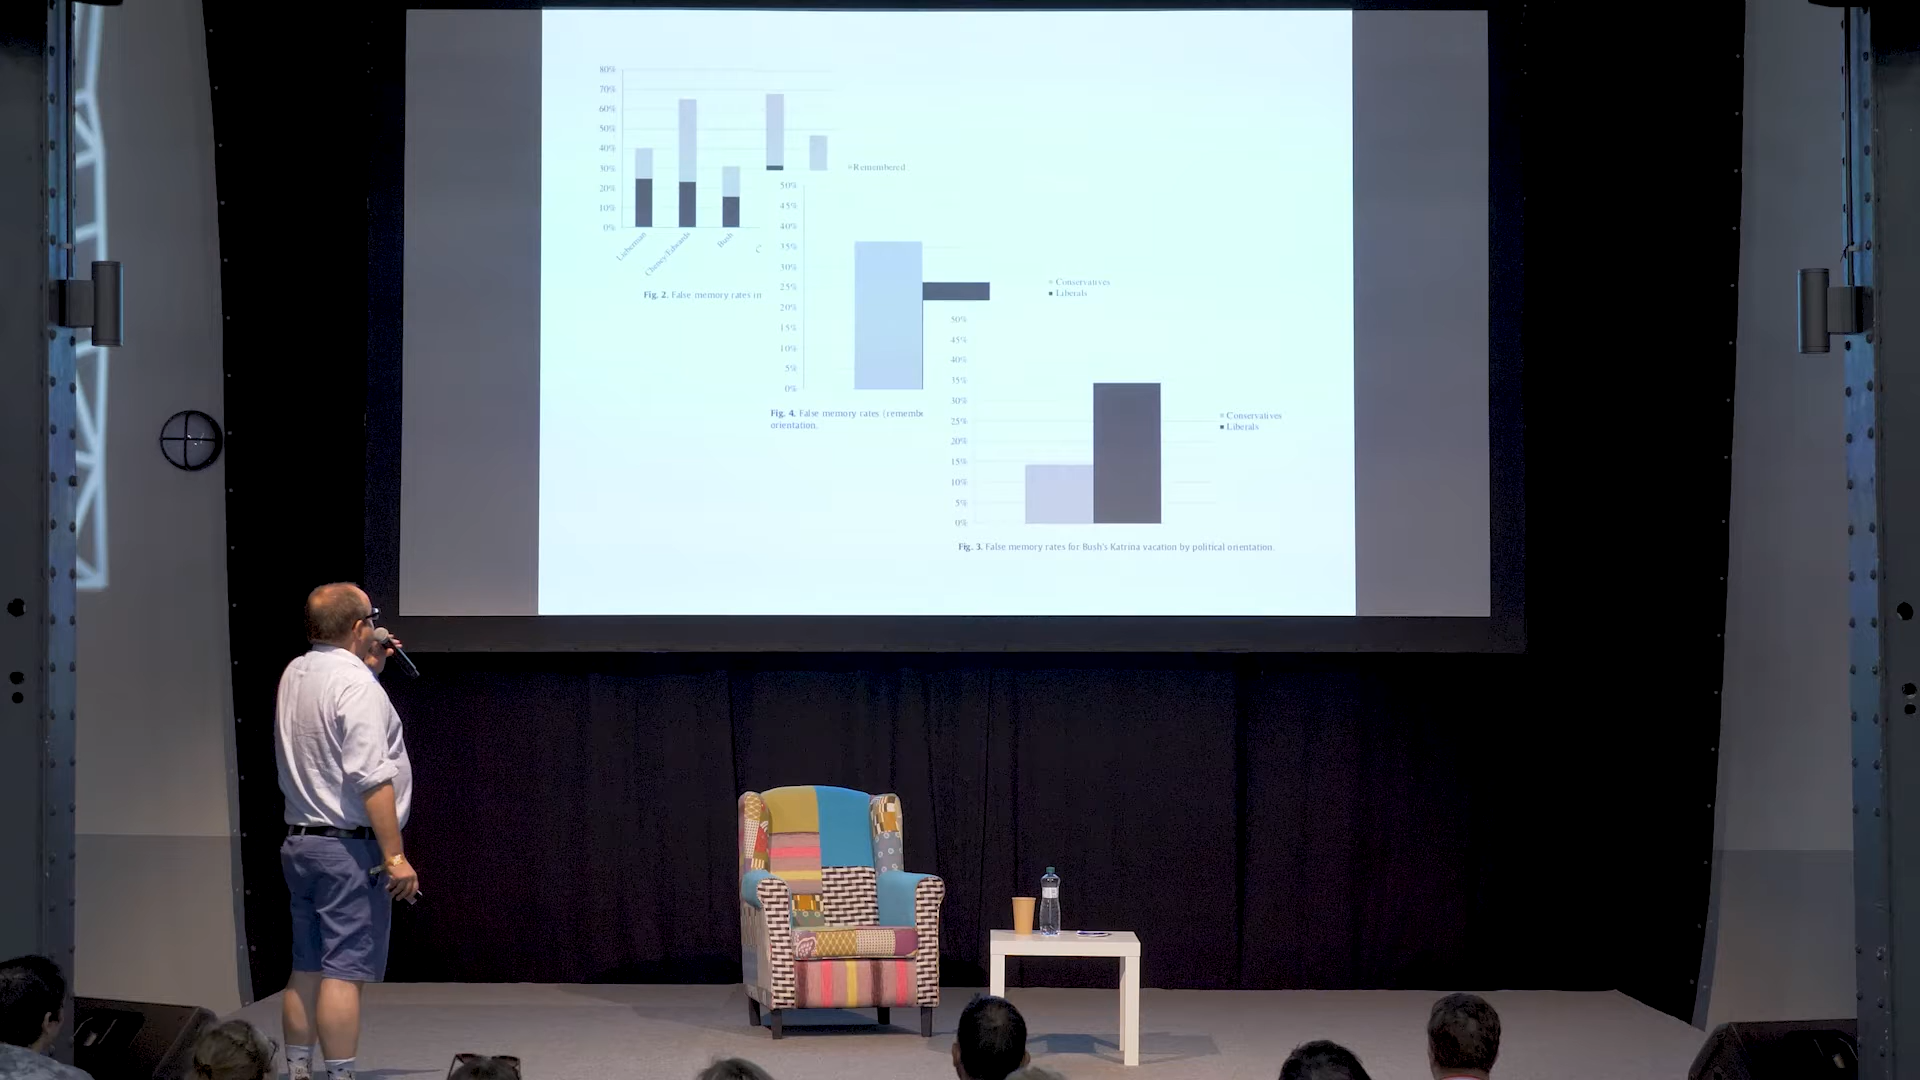 80%
70%
60%
50%
40%
30%
20%
10%
0%
Lieberman
Cheney/Edwards
Bush
Remembered
Fig. 2. False memory rates in
50%
45%
40%
35%
30%
25%
20%
15%
10%
5%
0%
Conservatives
Liberals
Fig. 4. False memory rates (remembe
orientation.
50%
45%
40%
35%
30%
25%
20%
15%
10%
5%
0%
Conservatives
Liberals
Fig. 3. False memory rates for Bush's Katrina vacation by political orientation.